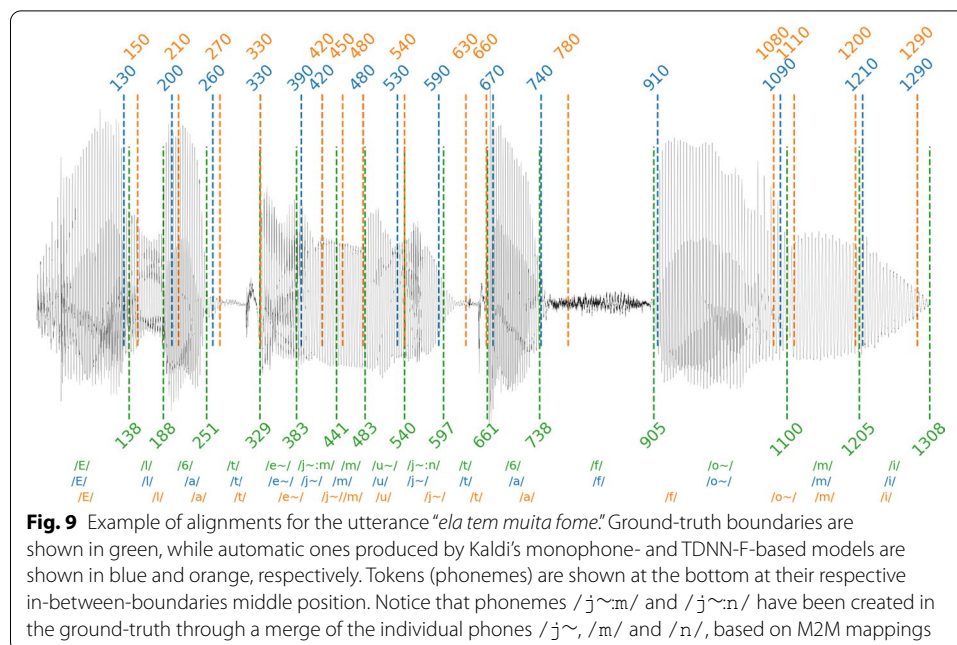 150 210 270 330 420 450 480 540 630 660 780 1080 1110 1200 1290
130 200 260 330 390 420 480 530 590 670 740 910 1090 1210 1290
138 188 251 329 383 441 483 540 597 661 738 905 1100 1205 1308
/E/ /l/ /6/ /t/ /e~/ /j~:m/ /m/ /u~/ /j~:n/ /t/ /6/ /f/ /o~/ /m/ /i/
/E/ /l/ /a/ /t/ /e~/ /j~/ /m/ /u/ /j~/ /t/ /a/ /f/ /o~/ /m/ /i/
/E/ /l/ /a/ /t/ /e~/ /j~/ /m/ /u/ /j~/ /t/ /a/ /f/ /o~/ /m/ /i/
Fig. 9 Example of alignments for the utterance “ela tem muita fome.” Ground-truth boundaries are
shown in green, while automatic ones produced by Kaldi’s monophone- and TDNN-F-based models are
shown in blue and orange, respectively. Tokens (phonemes) are shown at the bottom at their respective
in-between-boundaries middle position. Notice that phonemes /j~:m/ and /j~:n/ have been created in
the ground-truth through a merge of the individual phones /j~, /m/ and /n/, based on M2M mappings